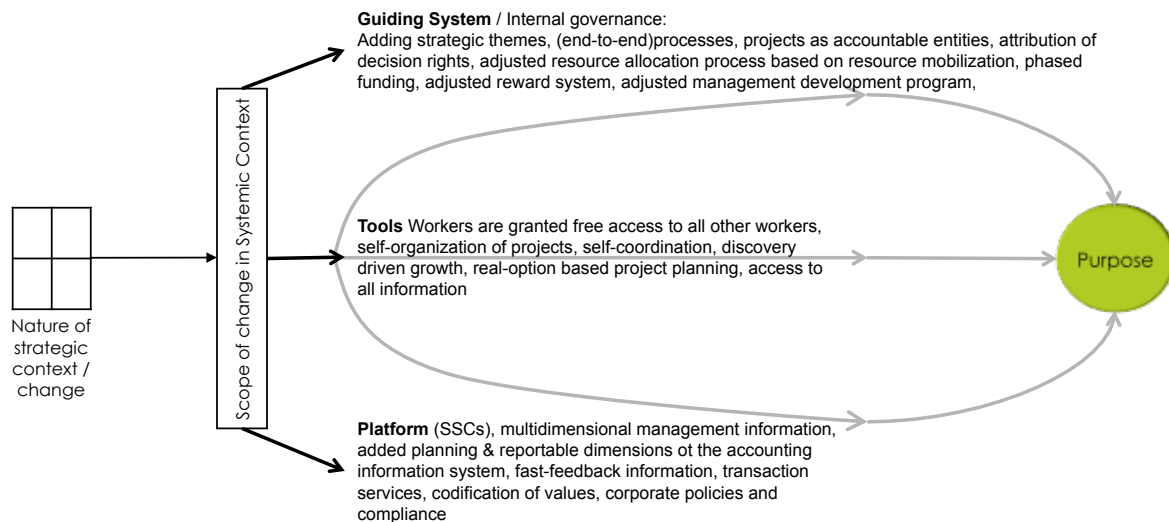 Guiding System / Internal governance:
Adding strategic themes, (end-to-end)processes, projects as accountable entities, attribution of
decision rights, adjusted resource allocation process based on resource mobilization, phased
funding, adjusted reward system, adjusted management development program,
Nature of
strategic
context /
change
Scope of change in Systemic Context
Tools Workers are granted free access to all other workers,
self-organization of projects, self-coordination, discovery
driven growth, real-option based project planning, access to
all information
Purpose
Platform (SSCs), multidimensional management information,
added planning & reportable dimensions ot the accounting
information system, fast-feedback information, transaction
services, codification of values, corporate policies and
compliance